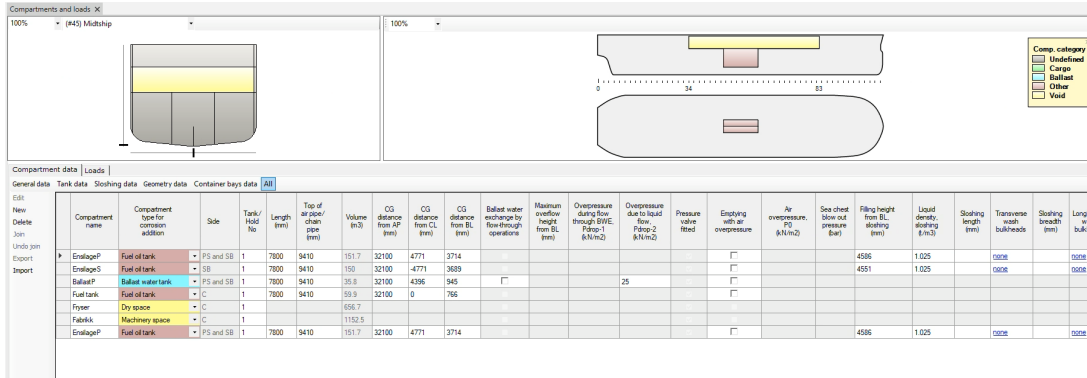 Compartments and loads ×
100% (#45) Midtship
100%
0 34 83
Comp. category
Undefined
Cargo
Ballast
Other
Void
Compartment data Loads
General data Tank data Sloshing data Geometry data Container bays data All
Edit
New
Delete
Join
Undo join
Export
Import
Compartment name Compartment type for corrosion addition Side Tank/ Hold No Length (mm) Top of air pipe/ chain pipe (mm) Volume (m3) CG distance from AP (mm) CG distance from CL (mm) CG distance from BL (mm) Ballast water exchange by flow-through operations Maximum overflow height from BL (mm) Overpressure during flow through BWE, Pdrop-1 (kN/m2) Overpressure due to liquid flow, Pdrop-2 (kN/m2) Pressure valve fitted Emptying with air overpressure Air overpressure, P0 (kN/m2) Sea chest blow out pressure (bar) Filling height from BL, sloshing (mm) Liquid density, sloshing (t/m3) Sloshing length (mm) Transverse wash bulkheads Sloshing breadth (mm) Long w bulk
EnsilageP Fuel oil tank PS and SB 1 7800 9410 151.7 32100 4771 3714 4586 1.025 none none
EnsilageS Fuel oil tank SB 1 7800 9410 150 32100 -4771 3689 4551 1.025 none none
BallastP Ballast water tank PS and SB 1 7800 9410 35.8 32100 4396 945 25
Fuel tank Fuel oil tank C 1 7800 9410 59.9 32100 0 766
Fryser Dry space C 1 656.7
Fabrikk Machinery space C 1 1152.5
EnsilageP Fuel oil tank PS and SB 1 7800 9410 151.7 32100 4771 3714 4586 1.025 none none